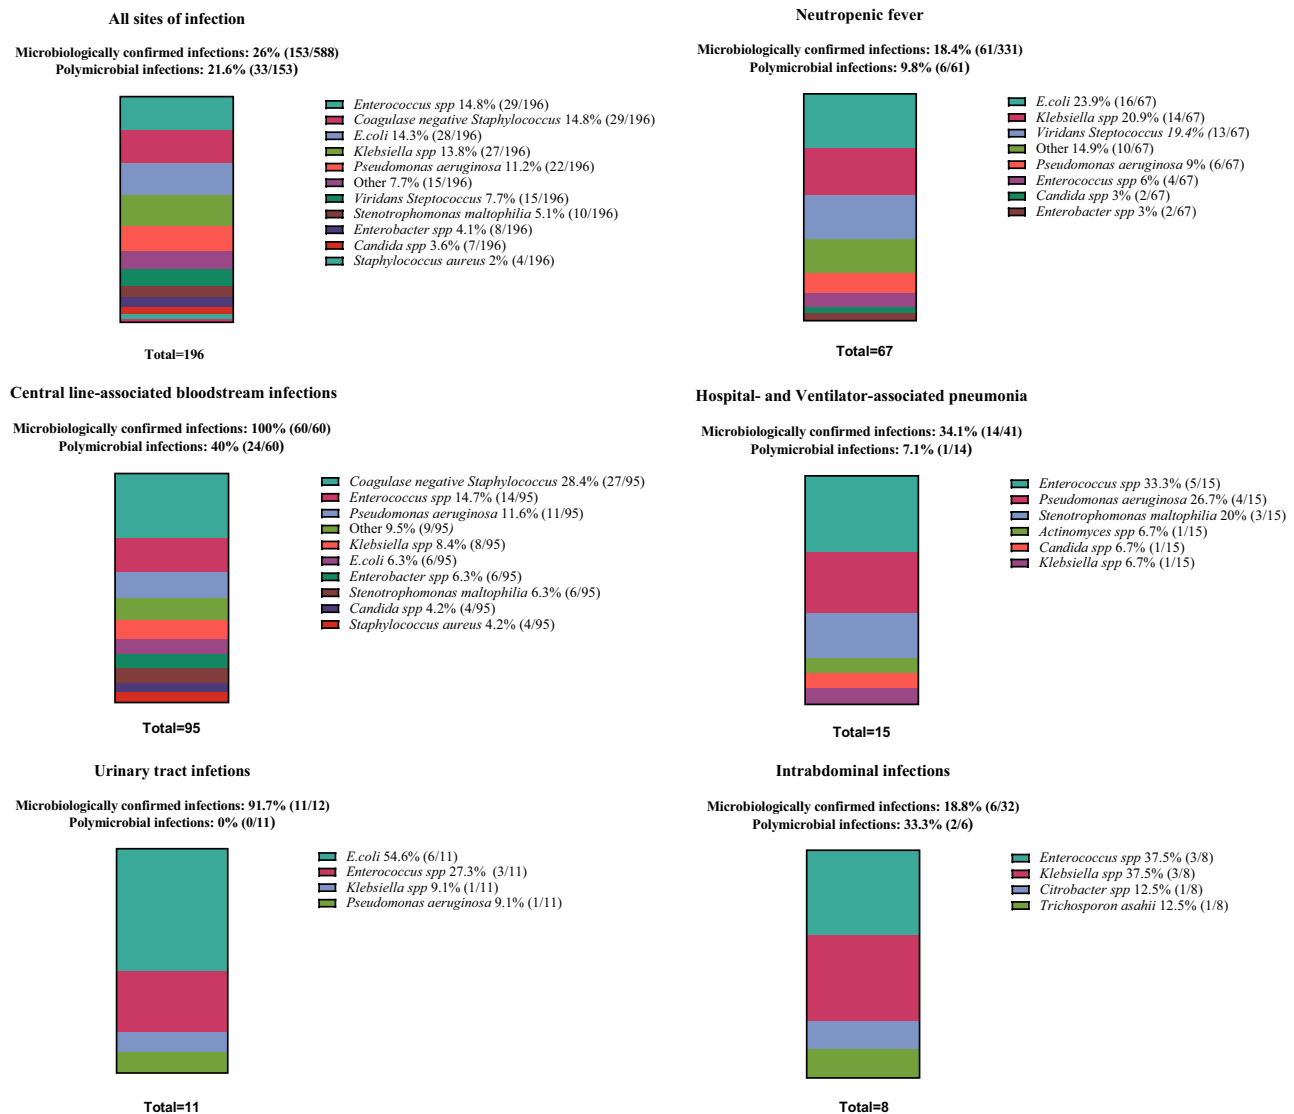 All sites of infection
Microbiologically confirmed infections: 26% (153/588)
Polymicrobial infections: 21.6% (33/153)
Enterococcus spp 14.8% (29/196)
Coagulase negative Staphylococcus 14.8% (29/196)
E.coli 14.3% (28/196)
Klebsiella spp 13.8% (27/196)
Pseudomonas aeruginosa 11.2% (22/196)
Other 7.7% (15/196)
Viridans Steptococcus 7.7% (15/196)
Stenotrophomonas maltophilia 5.1% (10/196)
Enterobacter spp 4.1% (8/196)
Candida spp 3.6% (7/196)
Staphylococcus aureus 2% (4/196)
Total=196
Neutropenic fever
Microbiologically confirmed infections: 18.4% (61/331)
Polymicrobial infections: 9.8% (6/61)
E.coli 23.9% (16/67)
Klebsiella spp 20.9% (14/67)
Viridans Steptococcus 19.4% (13/67)
Other 14.9% (10/67)
Pseudomonas aeruginosa 9% (6/67)
Enterococcus spp 6% (4/67)
Candida spp 3% (2/67)
Enterobacter spp 3% (2/67)
Total=67
Central line-associated bloodstream infections
Microbiologically confirmed infections: 100% (60/60)
Polymicrobial infections: 40% (24/60)
Coagulase negative Staphylococcus 28.4% (27/95)
Enterococcus spp 14.7% (14/95)
Pseudomonas aeruginosa 11.6% (11/95)
Other 9.5% (9/95)
Klebsiella spp 8.4% (8/95)
E.coli 6.3% (6/95)
Enterobacter spp 6.3% (6/95)
Stenotrophomonas maltophilia 6.3% (6/95)
Candida spp 4.2% (4/95)
Staphylococcus aureus 4.2% (4/95)
Total=95
Hospital- and Ventilator-associated pneumonia
Microbiologically confirmed infections: 34.1% (14/41)
Polymicrobial infections: 7.1% (1/14)
Enterococcus spp 33.3% (5/15)
Pseudomonas aeruginosa 26.7% (4/15)
Stenotrophomonas maltophilia 20% (3/15)
Actinomyces spp 6.7% (1/15)
Candida spp 6.7% (1/15)
Klebsiella spp 6.7% (1/15)
Total=15
Urinary tract infetions
Microbiologically confirmed infections: 91.7% (11/12)
Polymicrobial infections: 0% (0/11)
E.coli 54.6% (6/11)
Enterococcus spp 27.3% (3/11)
Klebsiella spp 9.1% (1/11)
Pseudomonas aeruginosa 9.1% (1/11)
Total=11
Intrabdominal infections
Microbiologically confirmed infections: 18.8% (6/32)
Polymicrobial infections: 33.3% (2/6)
Enterococcus spp 37.5% (3/8)
Klebsiella spp 37.5% (3/8)
Citrobacter spp 12.5% (1/8)
Trichosporon asahii 12.5% (1/8)
Total=8